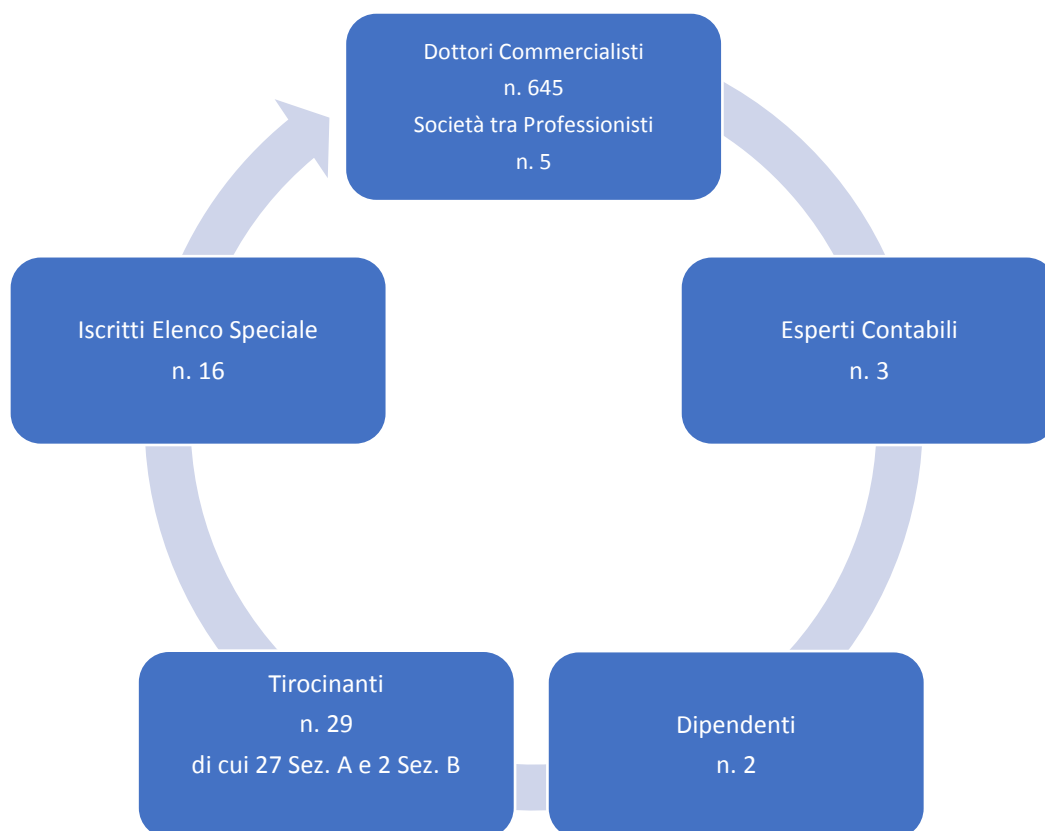 Dottori Commercialisti
n. 645
Società tra Professionisti
n. 5
Esperti Contabili
n. 3
Dipendenti
n. 2
Tirocinanti
n. 29
di cui 27 Sez. A e 2 Sez. B
Iscritti Elenco Speciale
n. 16